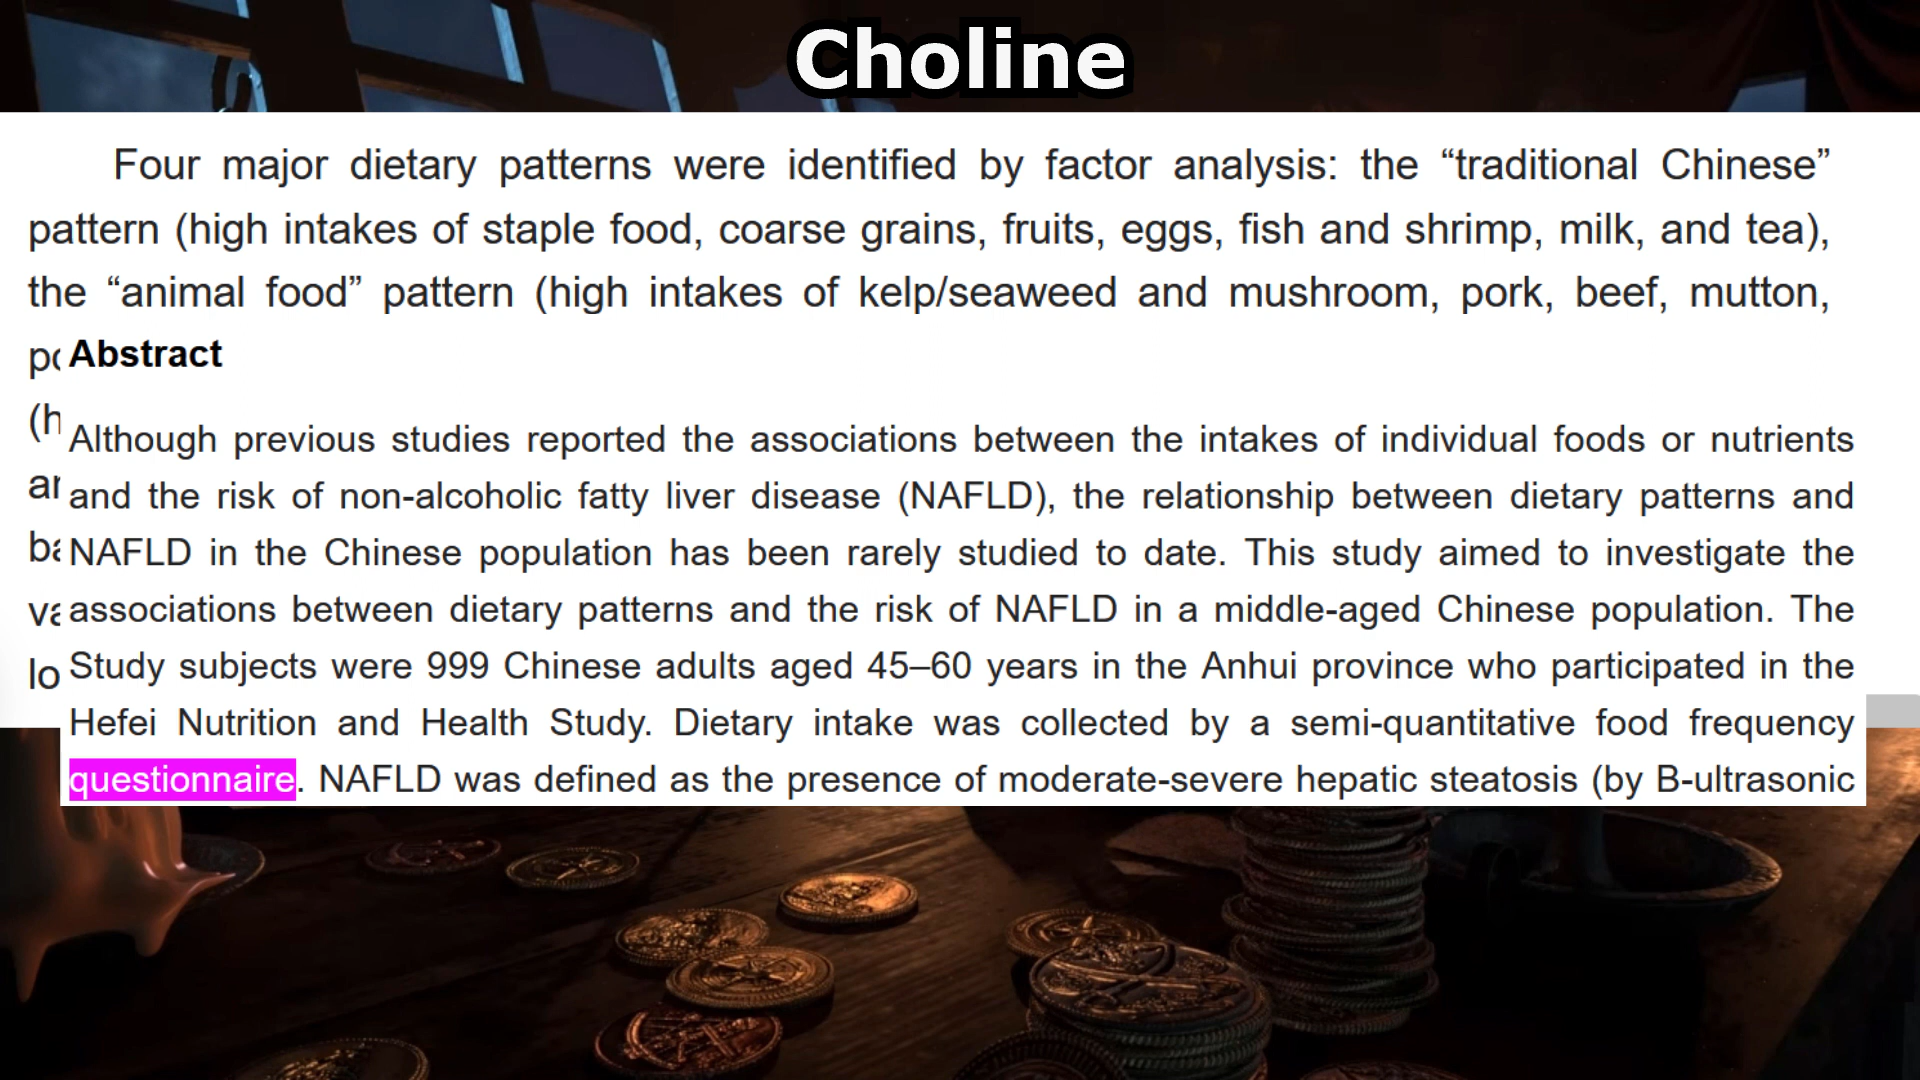 Choline
Four major dietary patterns were identified by factor analysis: the “traditional Chinese”
pattern (high intakes of staple food, coarse grains, fruits, eggs, fish and shrimp, milk, and tea),
the “animal food” pattern (high intakes of kelp/seaweed and mushroom, pork, beef, mutton,
Abstract
Although previous studies reported the associations between the intakes of individual foods or nutrients
and the risk of non-alcoholic fatty liver disease (NAFLD), the relationship between dietary patterns and
NAFLD in the Chinese population has been rarely studied to date. This study aimed to investigate the
associations between dietary patterns and the risk of NAFLD in a middle-aged Chinese population. The
Study subjects were 999 Chinese adults aged 45–60 years in the Anhui province who participated in the
Hefei Nutrition and Health Study. Dietary intake was collected by a semi-quantitative food frequency
questionnaire. NAFLD was defined as the presence of moderate-severe hepatic steatosis (by B-ultrasonic